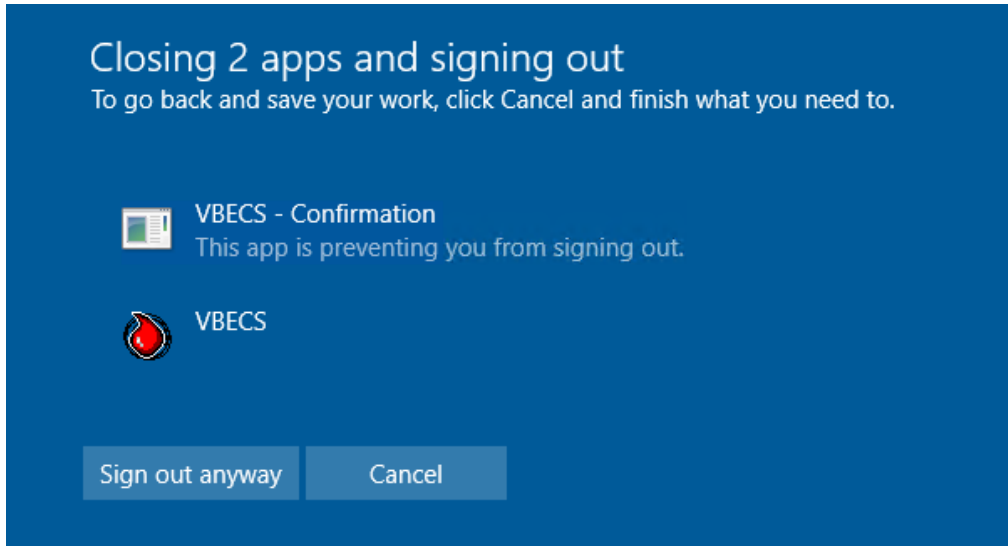 Closing 2 apps and signing out
To go back and save your work, click Cancel and finish what you need to.
VBECS - Confirmation
This app is preventing you from signing out.
VBECS
Sign out anyway
Cancel